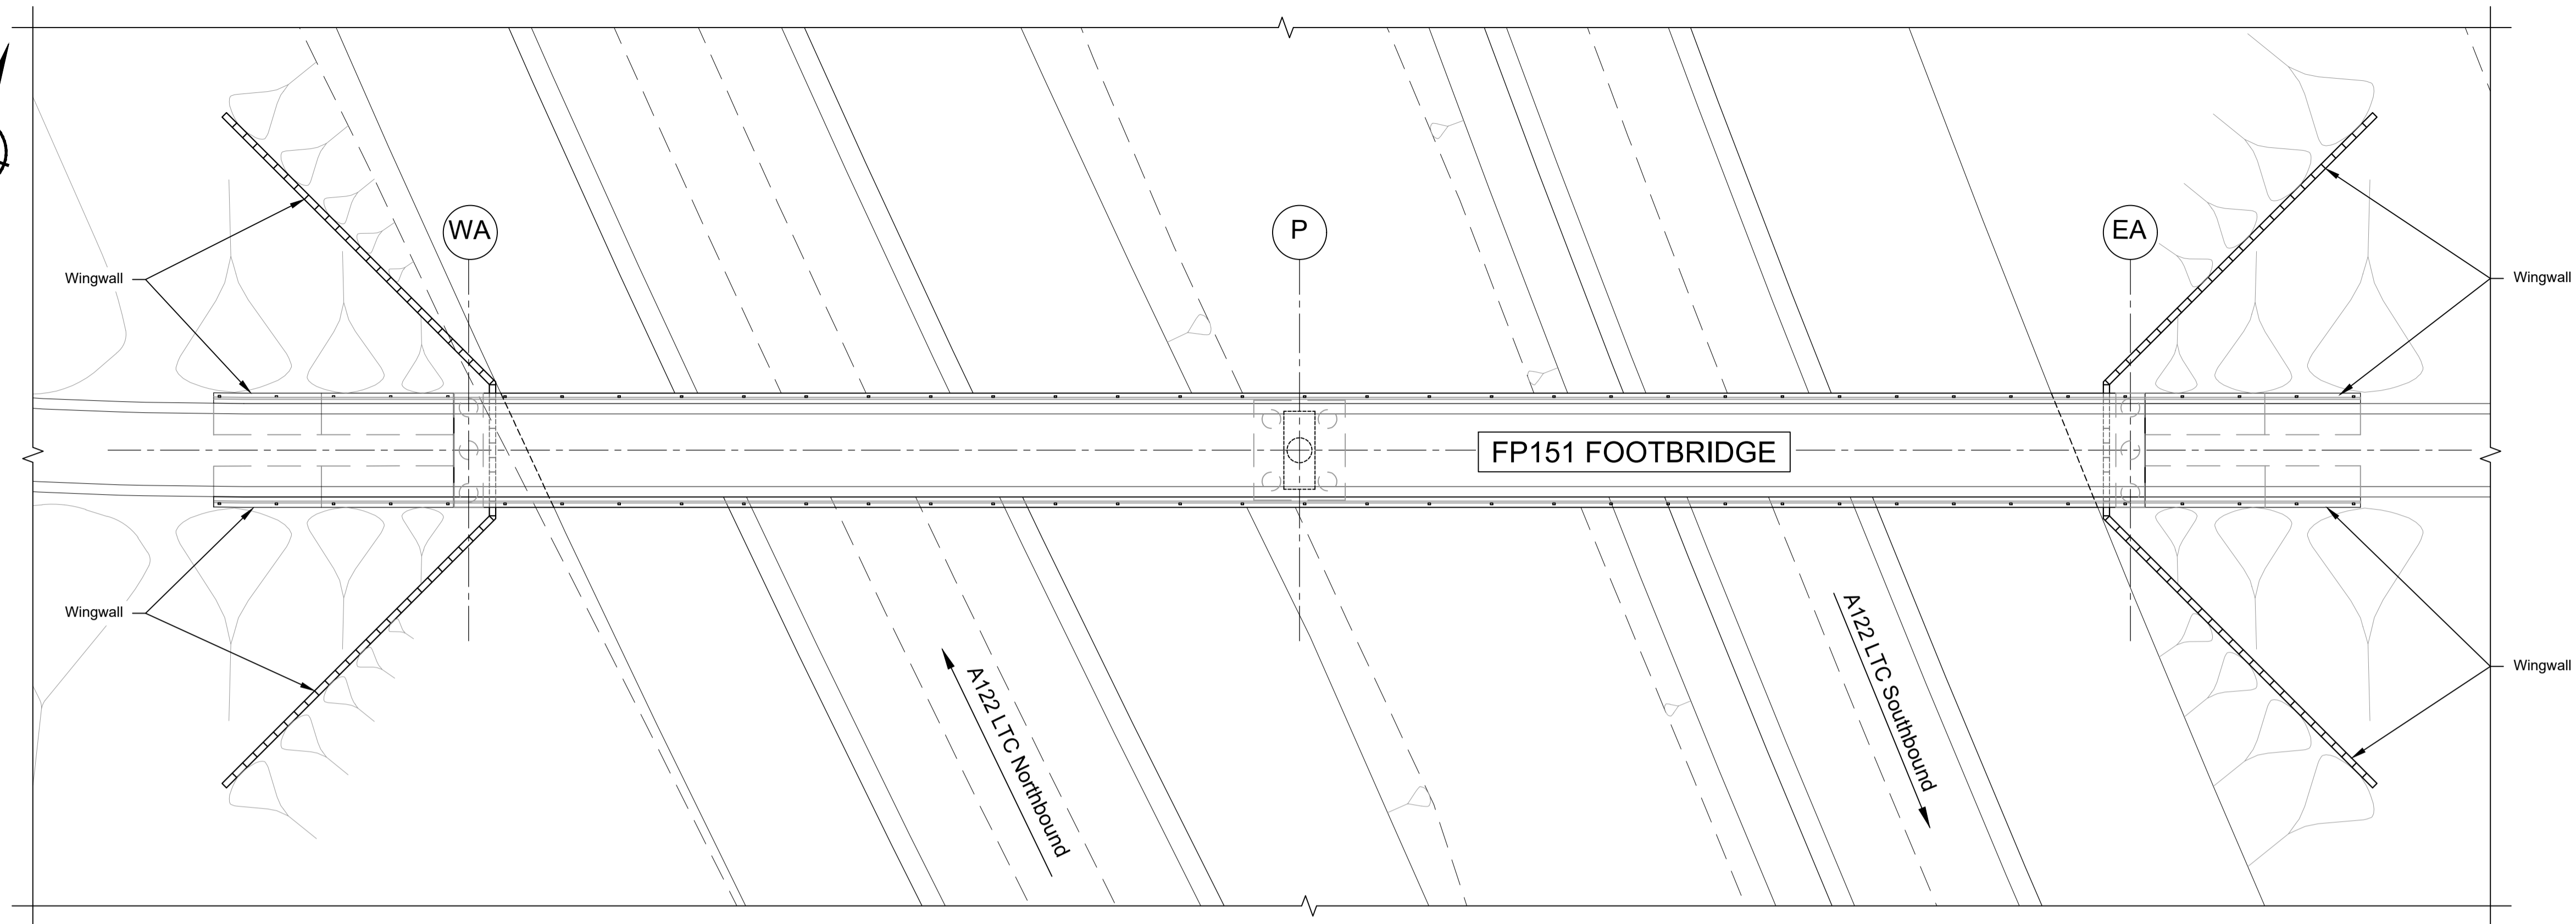 WA
P
EA
Wingwall
Wingwall
FP151 FOOTBRIDGE
Wingwall
Wingwall
A122 LTC Northbound
A122 LTC Southbound